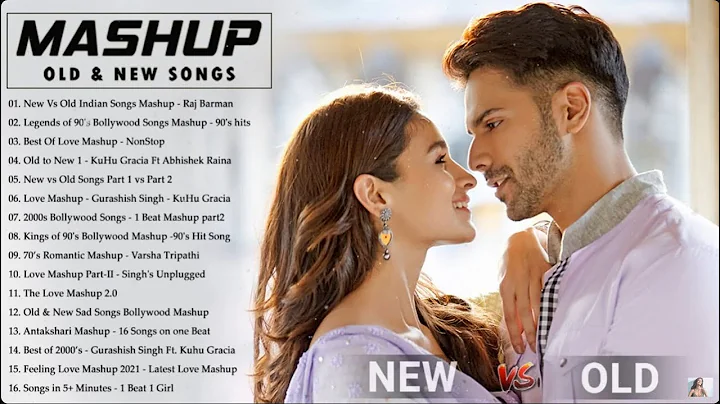 MASHUP
OLD & NEW SONGS
01. New Vs Old Indian Songs Mashup - Raj Barman
02. Legends of 90's Bollywood Songs Mashup - 90's hits
03. Best Of Love Mashup - NonStop
04. Old to New 1 - KuHu Gracia Ft Abhishek Raina
05. New vs Old Songs Part 1 vs Part 2
06. Love Mashup - Gurashish Singh - KuHu Gracia
07. 2000s Bollywood Songs - 1 Beat Mashup part2
08. Kings of 90's Bollywood Mashup -90's Hit Song
09. 70's Romantic Mashup - Varsha Tripathi
10. Love Mashup Part-II - Singh's Unplugged
11. The Love Mashup 2.0
12. Old & New Sad Songs Bollywood Mashup
13. Antakshari Mashup - 16 Songs on one Beat
14. Best of 2000's - Gurashish Singh Ft. Kuhu Gracia
15. Feeling Love Mashup 2021 - Latest Love Mashup
16. Songs in 5+ Minutes - 1 Beat 1 Girl
NEW VS OLD